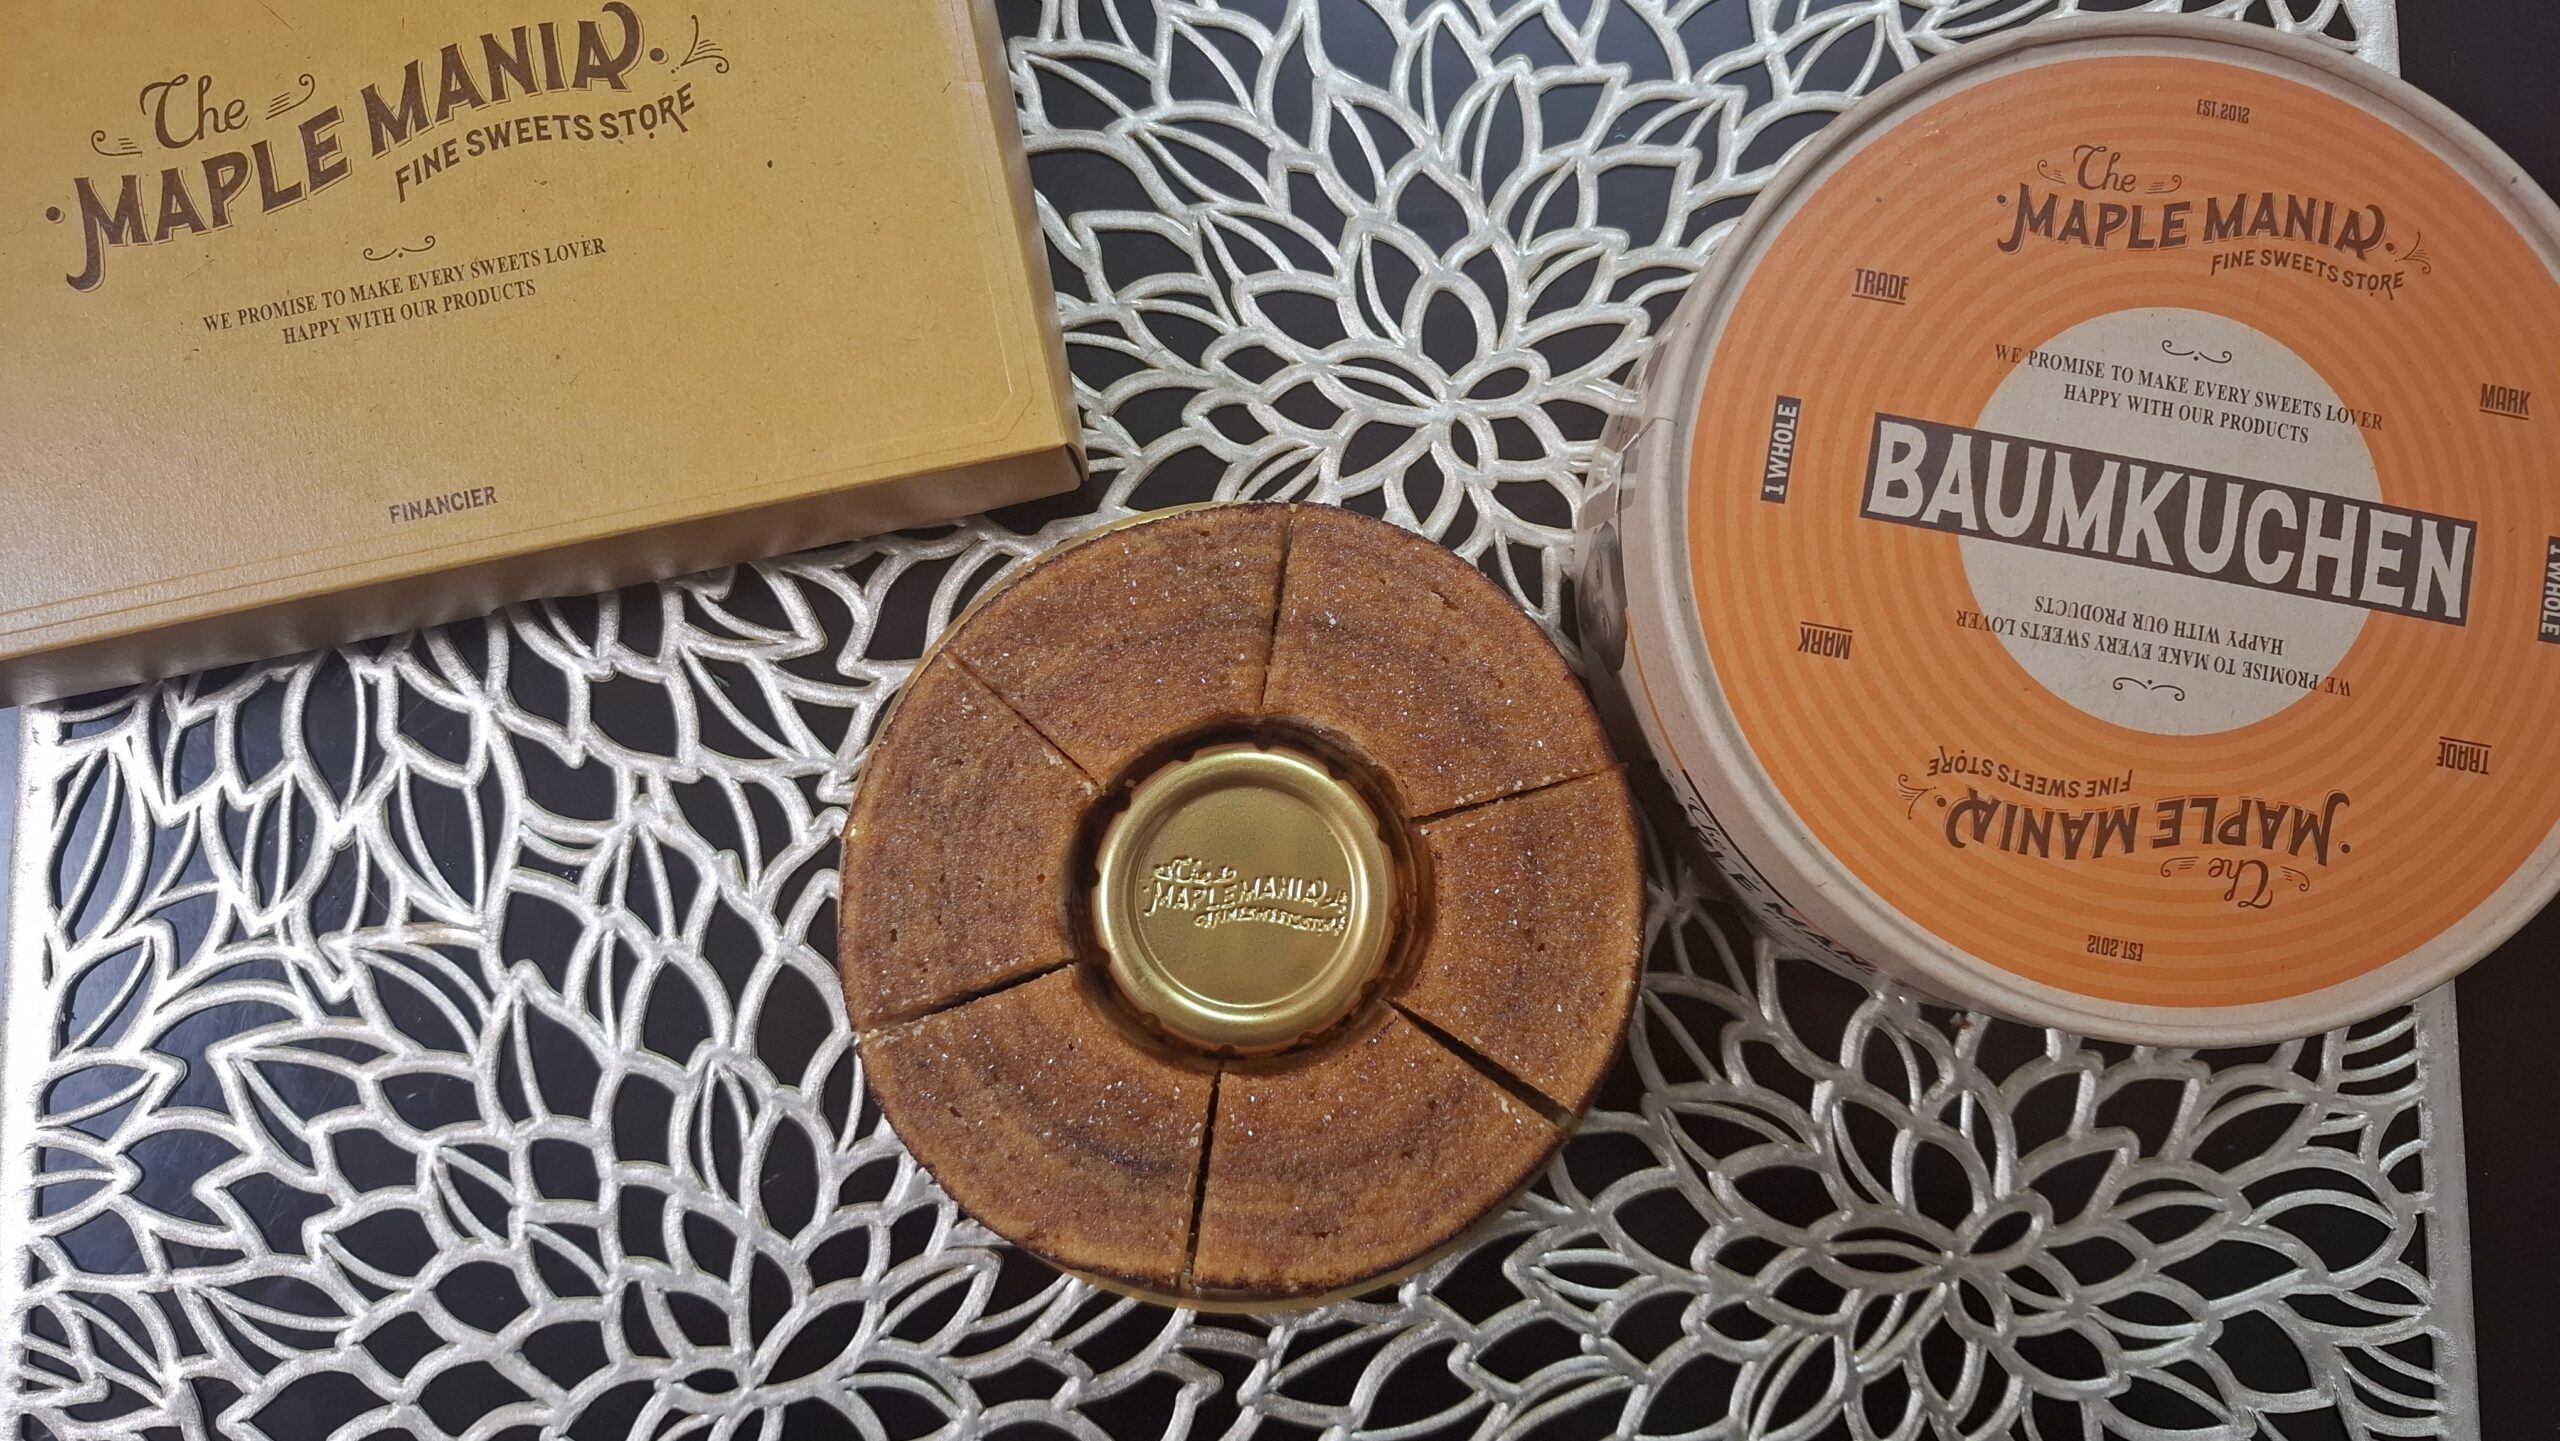 The
MAPLE MANIA
FINE SWEETS STORE
WE PROMISE TO MAKE EVERY SWEETS LOVER
HAPPY WITH OUR PRODUCTS
FINANCIER
EST.2012
The
MAPLE MANIA
FINE SWEETS STORE
TRADE
MARK
WE PROMISE TO MAKE EVERY SWEETS LOVER
HAPPY WITH OUR PRODUCTS
1 WHOLE
BAUMKUCHEN
1 WHOLE
WE PROMISE TO MAKE EVERY SWEETS LOVER
HAPPY WITH OUR PRODUCTS
MARK
TRADE
The
MAPLE MANIA
FINE SWEETS STORE
EST.2012
The
MAPLE MANIA
FINE SWEETS STORE